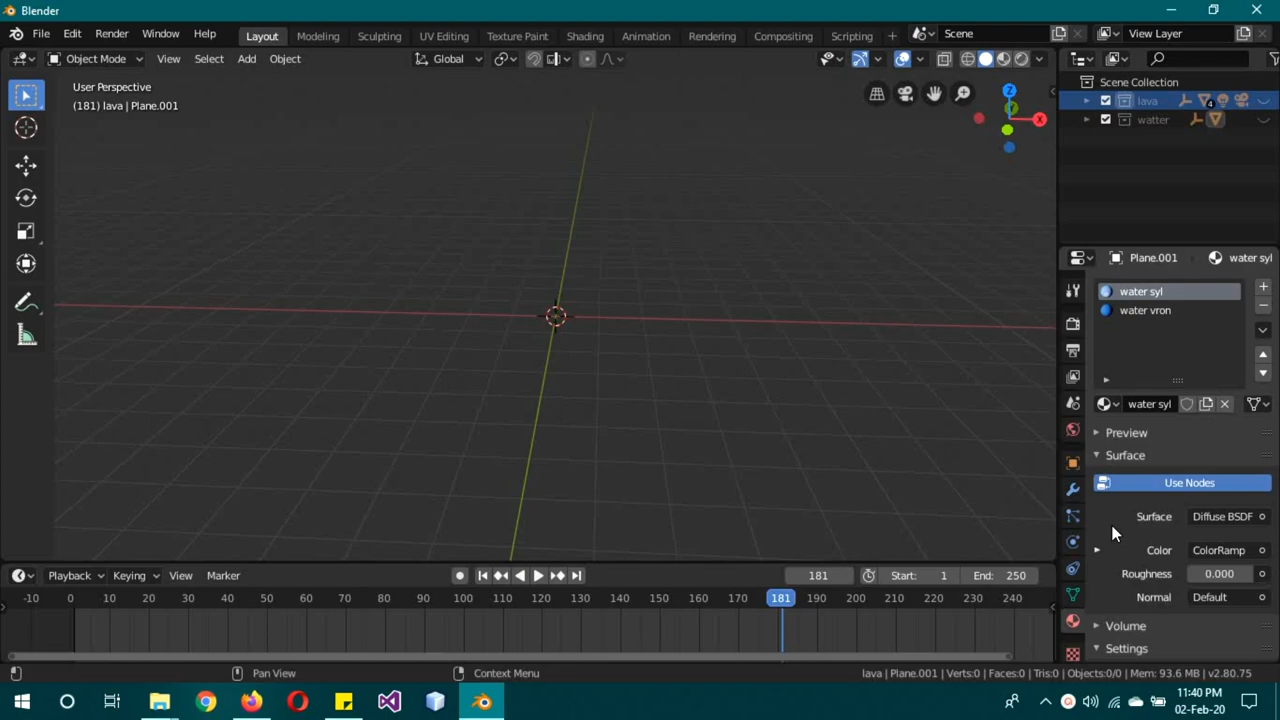 Blender
File Edit Render Window Help
Layout Modeling Sculpting UV Editing Texture Paint Shading Animation Rendering Compositing Scripting
Scene
View Layer
Object Mode View Select Add Object
Global
User Perspective
(181) lava | Plane.001
Y
Z
X
Scene Collection
lava
4
watter
Plane.001 water syl
water syl
water vron
water syl
Preview
Surface
Use Nodes
Surface Diffuse BSDF
Color ColorRamp
Roughness 0.000
Normal Default
Volume
Settings
Playback Keying View Marker
181 Start: 1 End: 250
-10 0 10 20 30 40 50 60 70 80 90 100 110 120 130 140 150 160 170 181 190 200 210 220 230 240
Pan View
Context Menu
lava | Plane.001 | Verts:0 | Faces:0 | Tris:0 | Objects:0/0 | Mem: 93.6 MB | v2.80.75
11:40 PM
02-Feb-20